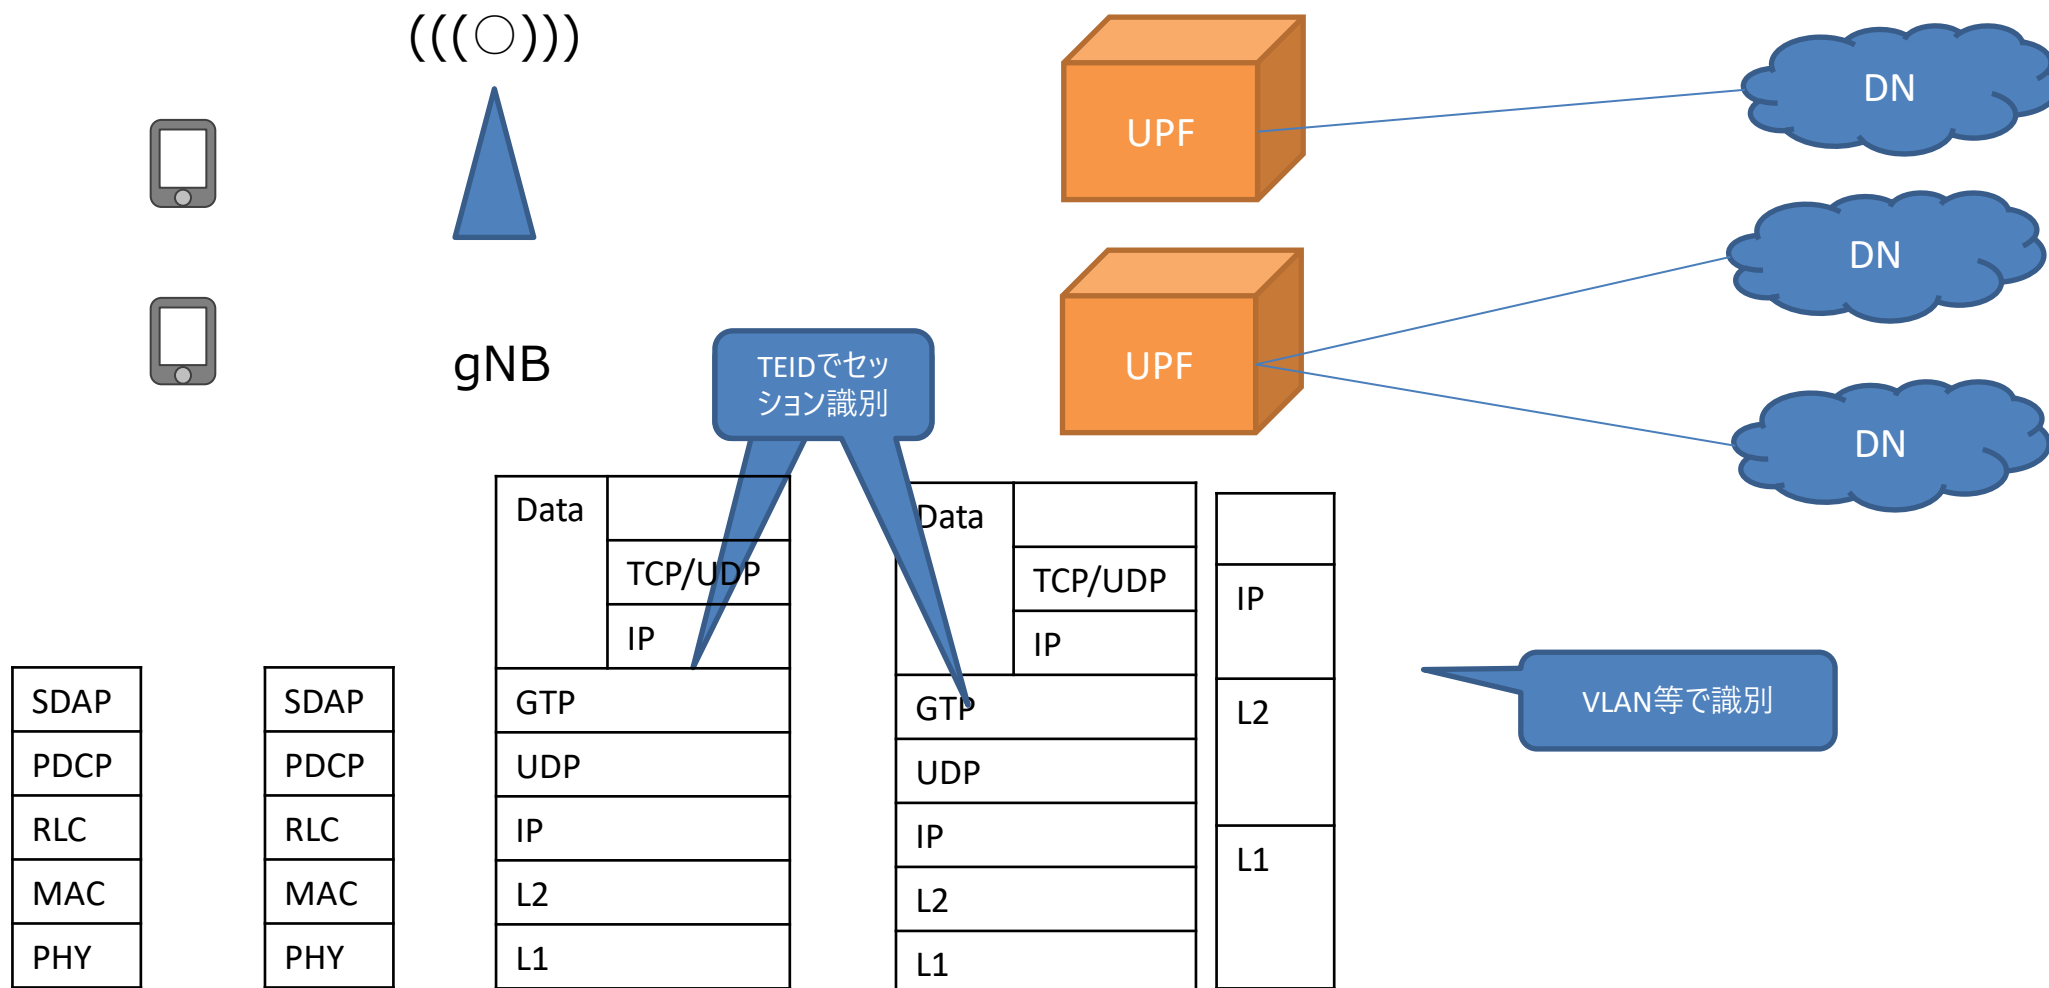 (((○)))
UPF
DN
DN
gNB
TEIDでセッ
ション識別
UPF
DN
Data
TCP/UDP
IP
GTP
UDP
IP
L2
L1
Data
TCP/UDP
IP
GTP
UDP
IP
L2
L1
IP
L2
L1
VLAN等で識別
SDAP
PDCP
RLC
MAC
PHY
SDAP
PDCP
RLC
MAC
PHY